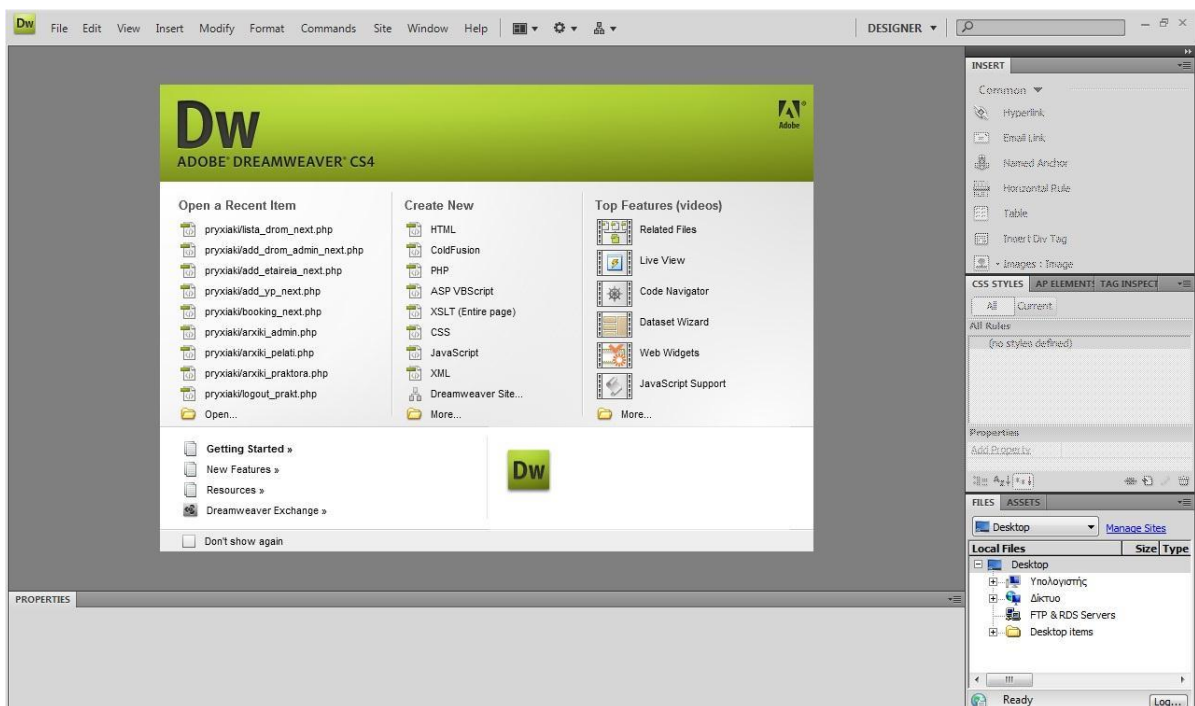 Dw File Edit View Insert Modify Format Commands Site Window Help DESIGNER
Dw
ADOBE® DREAMWEAVER® CS4
Adobe
Open a Recent Item
pryxiaki/lista_drom_next.php
pryxiaki/add_drom_admin_next.php
pryxiaki/add_etaireia_next.php
pryxiaki/add_yp_next.php
pryxiaki/booking_next.php
pryxiaki/arxiki_admin.php
pryxiaki/arxiki_pelati.php
pryxiaki/arxiki_praktora.php
pryxiaki/logout_prakt.php
Open...
Create New
HTML
ColdFusion
PHP
ASP VBScript
XSLT (Entire page)
CSS
JavaScript
XML
Dreamweaver Site...
More...
Top Features (videos)
Related Files
Live View
Code Navigator
Dataset Wizard
Web Widgets
JavaScript Support
More...
Getting Started »
New Features »
Resources »
Dreamweaver Exchange »
Dw
Don't show again
PROPERTIES
INSERT
Common
Hyperlink
Email Link
Named Anchor
Horizontal Rule
Table
Insert Div Tag
Images : Image
CSS STYLES AP ELEMENTS TAG INSPECT
All Current
All Rules
(no styles defined)
Properties
Add Property
FILES ASSETS
Desktop Manage Sites
Local Files Size Type
Desktop
Υπολογιστής
Δίκτυο
FTP & RDS Servers
Desktop items
Ready Log...